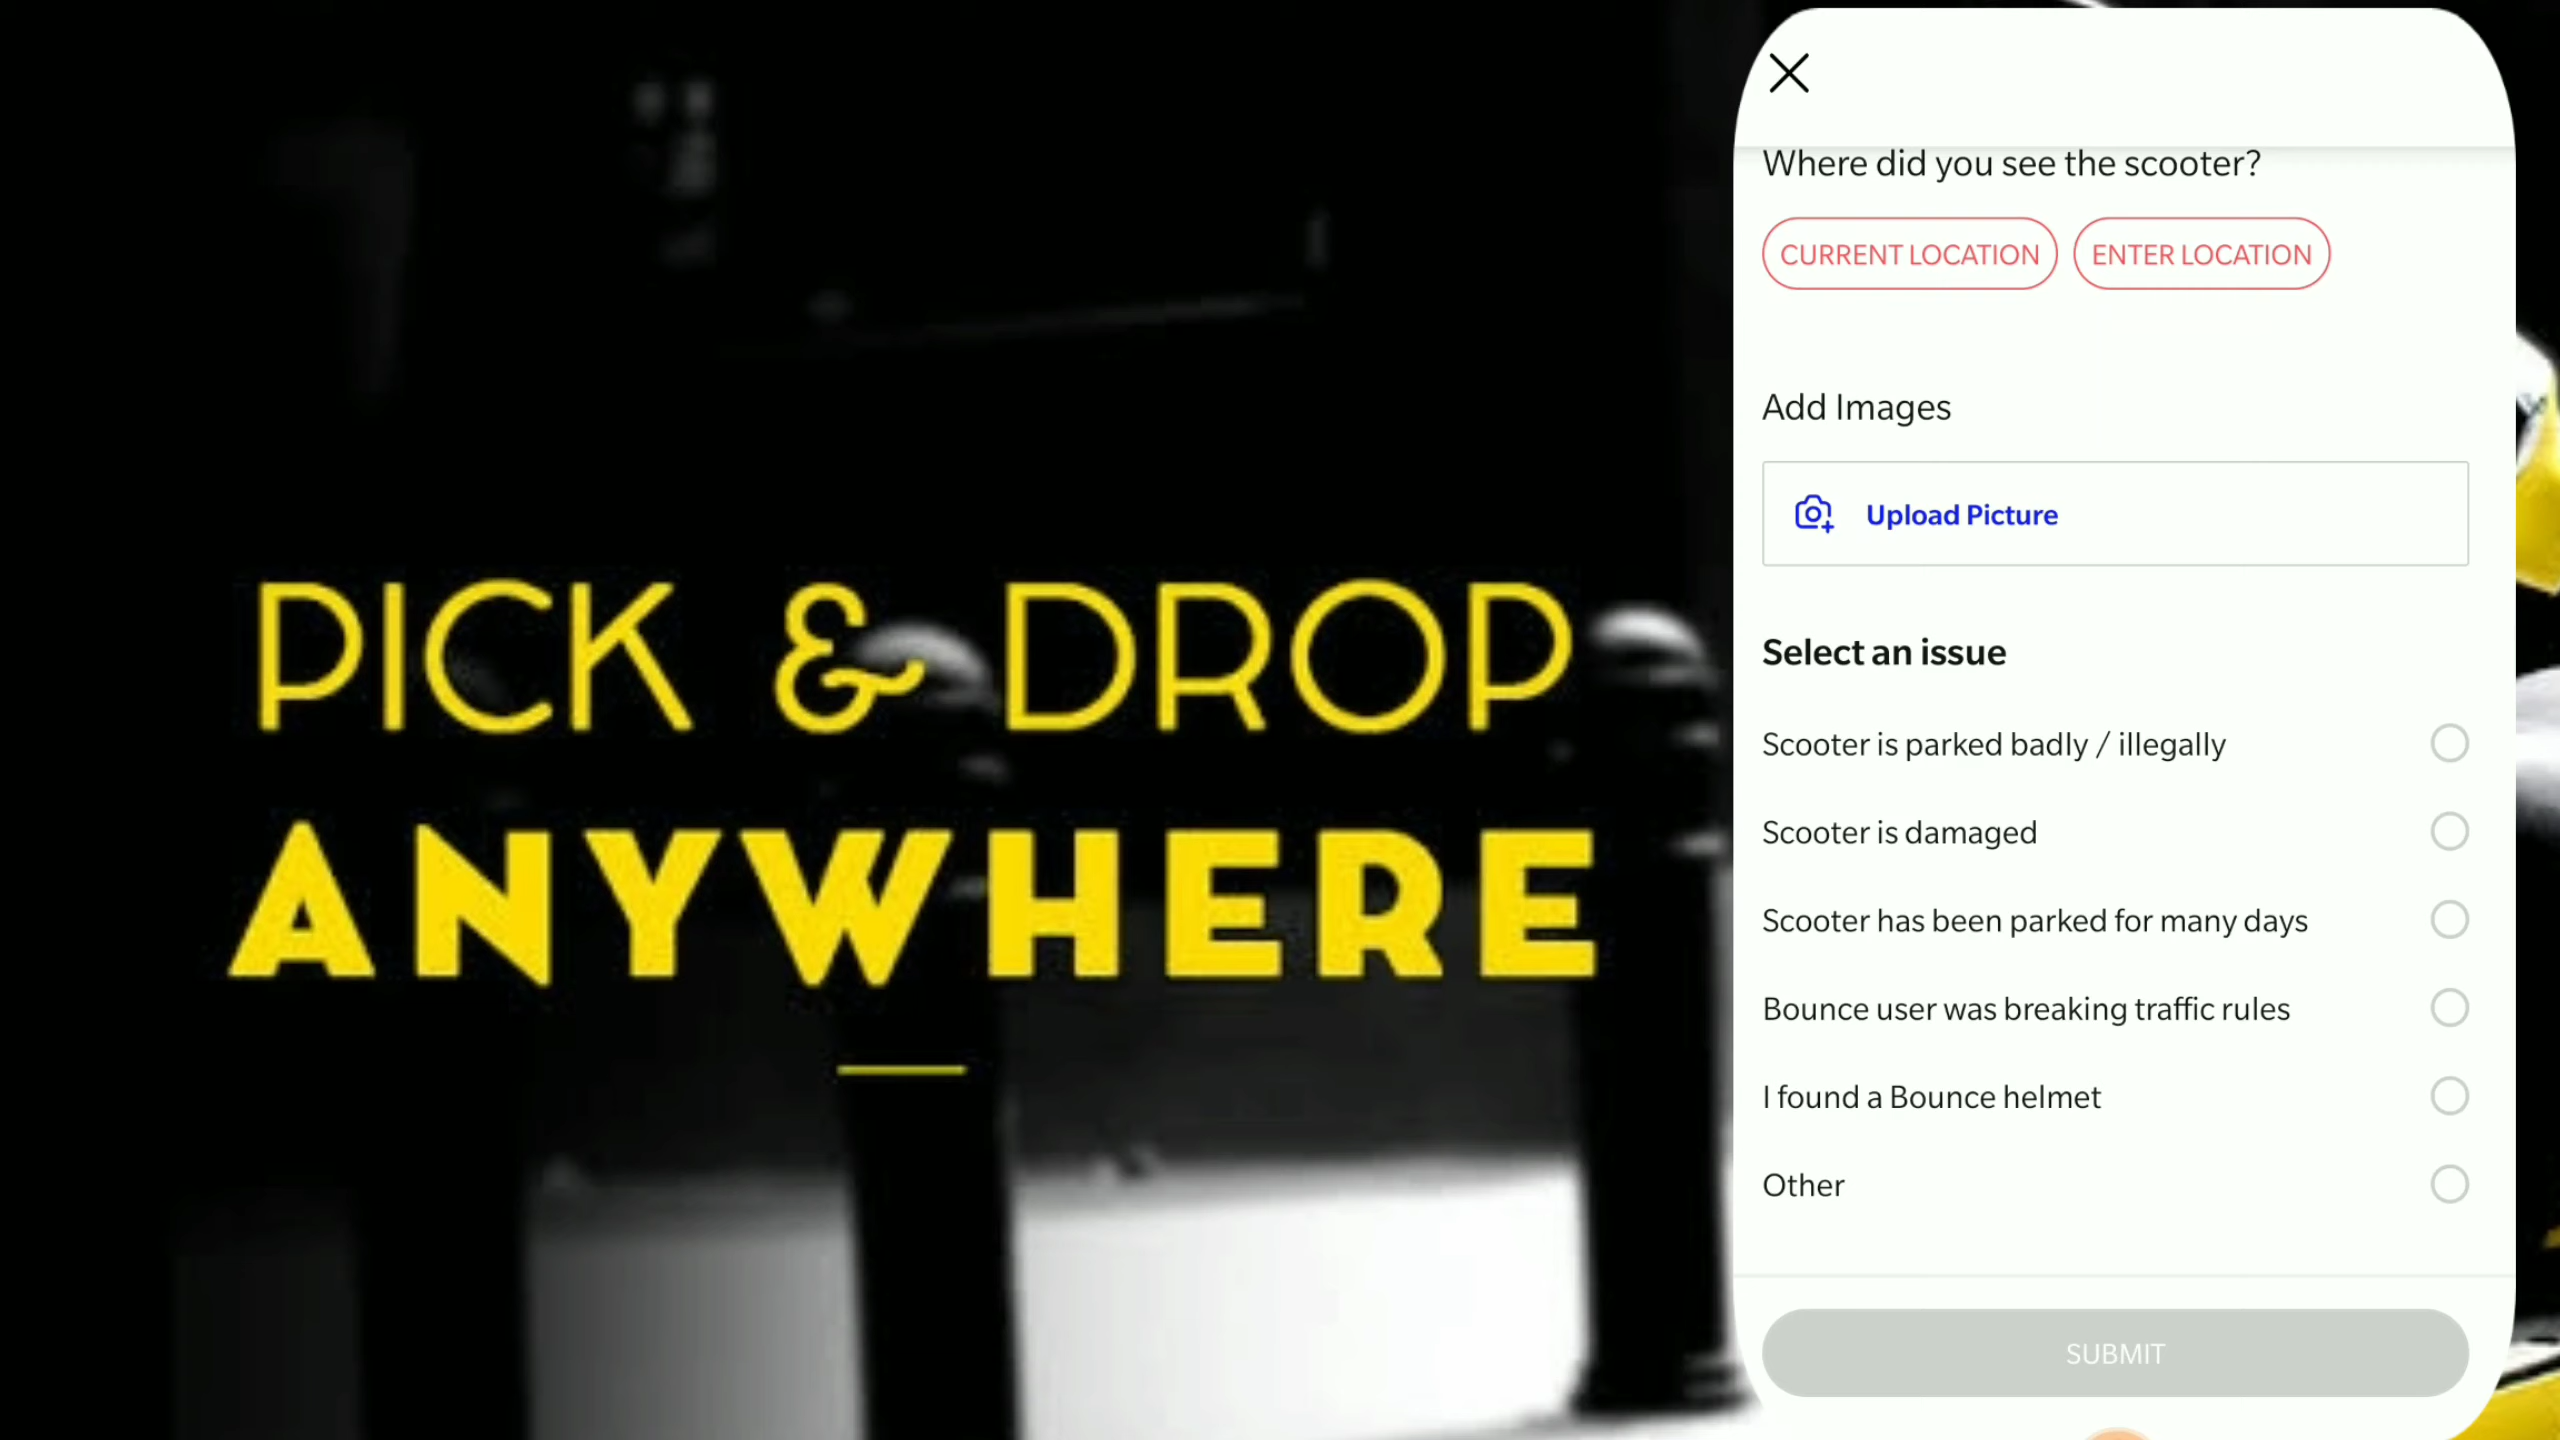 PICK & DROP
ANYWHERE
Where did you see the scooter?
CURRENT LOCATION
ENTER LOCATION
Add Images
Upload Picture
Select an issue
Scooter is parked badly / illegally
Scooter is damaged
Scooter has been parked for many days
Bounce user was breaking traffic rules
I found a Bounce helmet
Other
SUBMIT